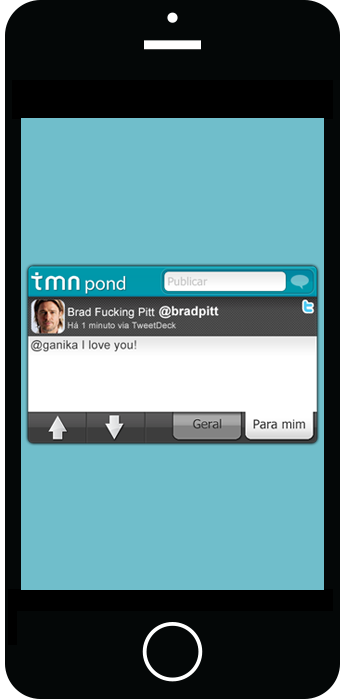 tmn pond
Publicar
Brad Fucking Pitt @bradpitt
Há 1 minuto via TweetDeck
@ganika I love you!
Geral
Para mim